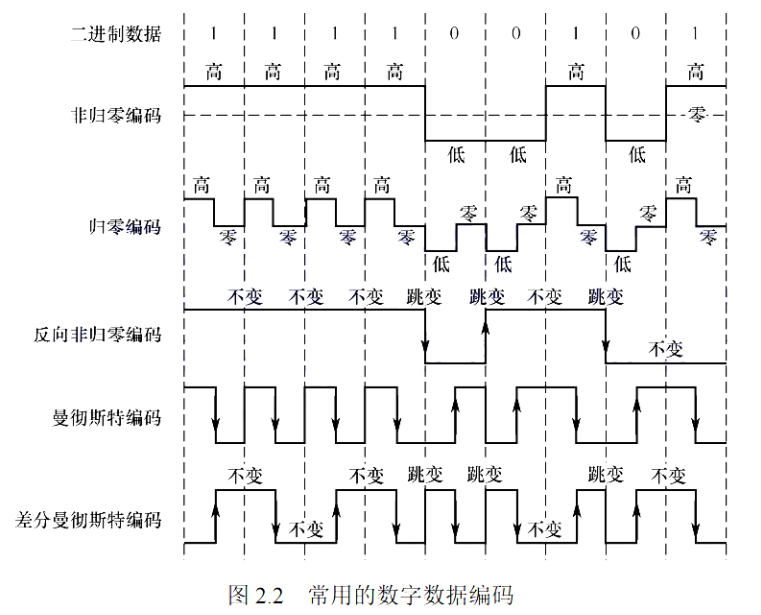 二进制数据 1 1 1 1 0 0 1 0 1
高 高 高 高 高 高
非归零编码 零
低 低 低
高 高 高 高 高 高
零 零
归零编码 零 零 零 零 零 零
零
低 低 低
不变 不变 不变 跳变 跳变 不变 跳变
反向非归零编码 不变
曼彻斯特编码
不变 不变 跳变 跳变 跳变 不变
差分曼彻斯特编码 不变 不变
图 2.2 常用的数字数据编码